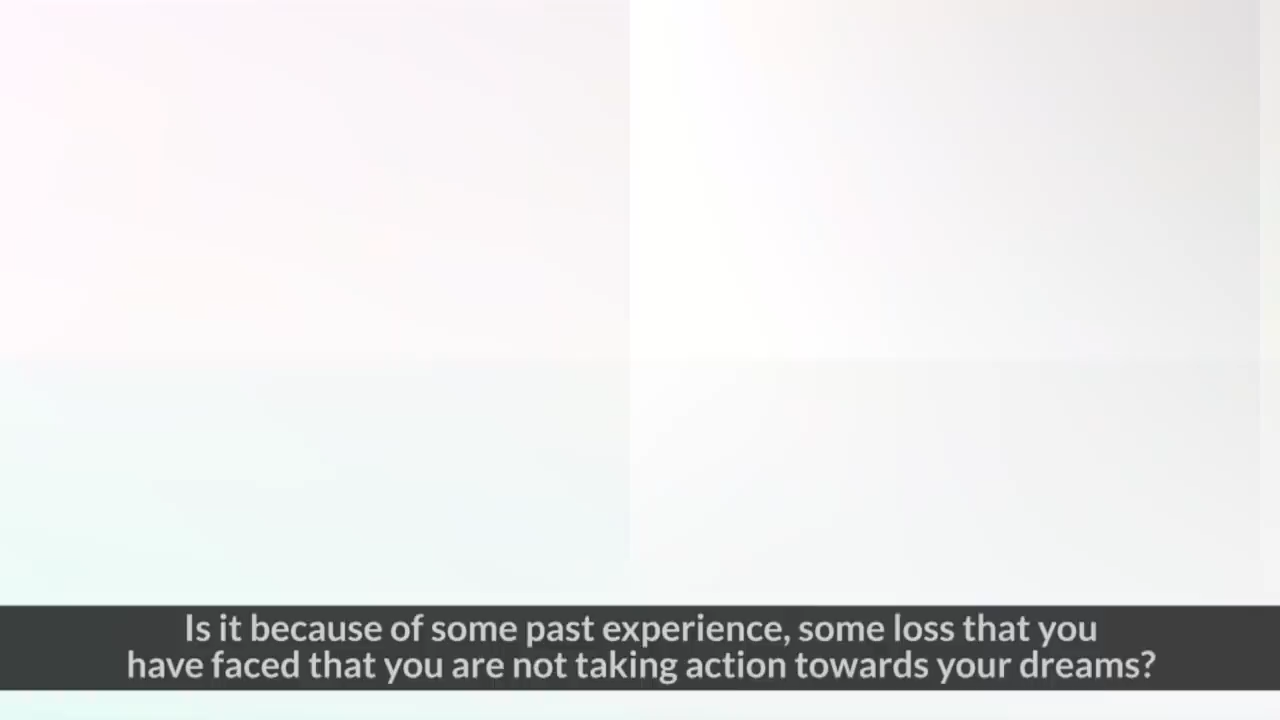 Is it because of some past experience, some loss that you
have faced that you are not taking action towards your dreams?